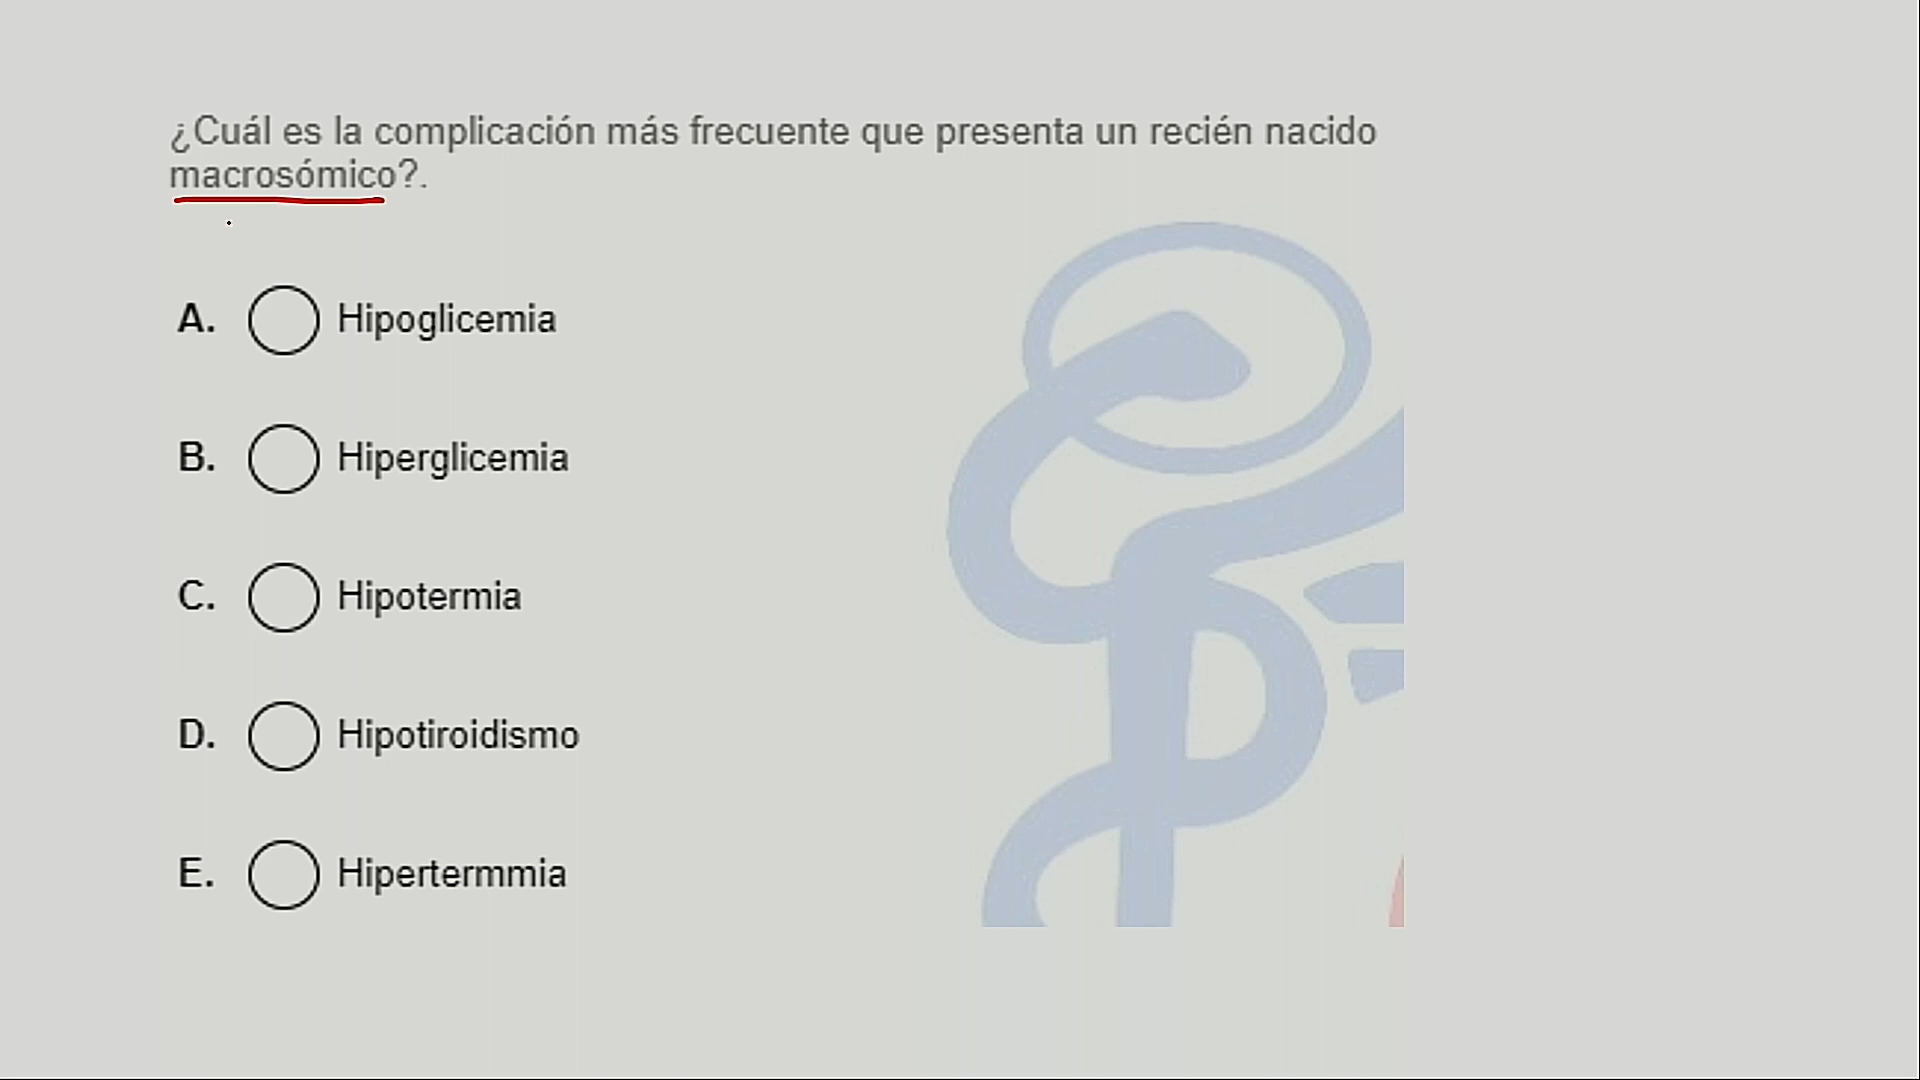 ¿Cuál es la complicación más frecuente que presenta un recién nacido
macrosómico?.
A. Hipoglicemia
B. Hiperglicemia
C. Hipotermia
D. Hipotiroidismo
E. Hipertermmia